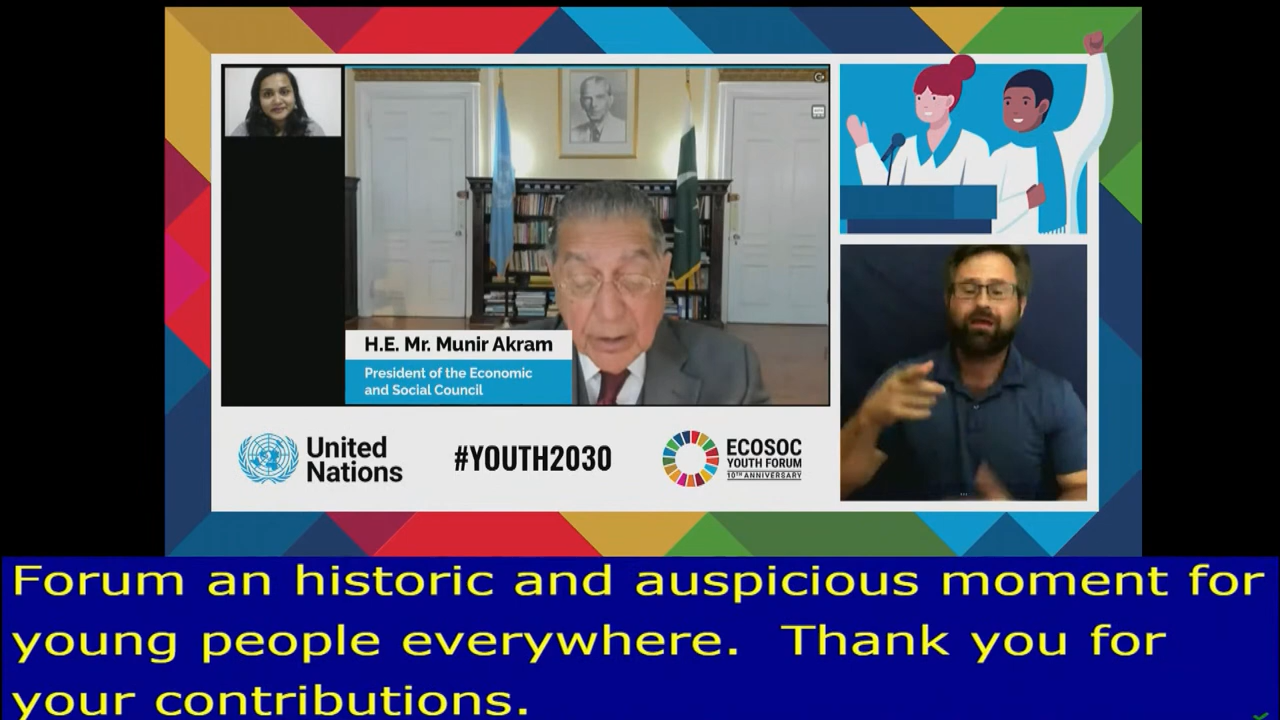 H.E. Mr. Munir Akram
President of the Economic
and Social Council
United
Nations
#YOUTH2030
ECOSOC
YOUTH FORUM
10TH ANNIVERSARY
Forum an historic and auspicious moment for
young people everywhere.  Thank you for
your contributions.